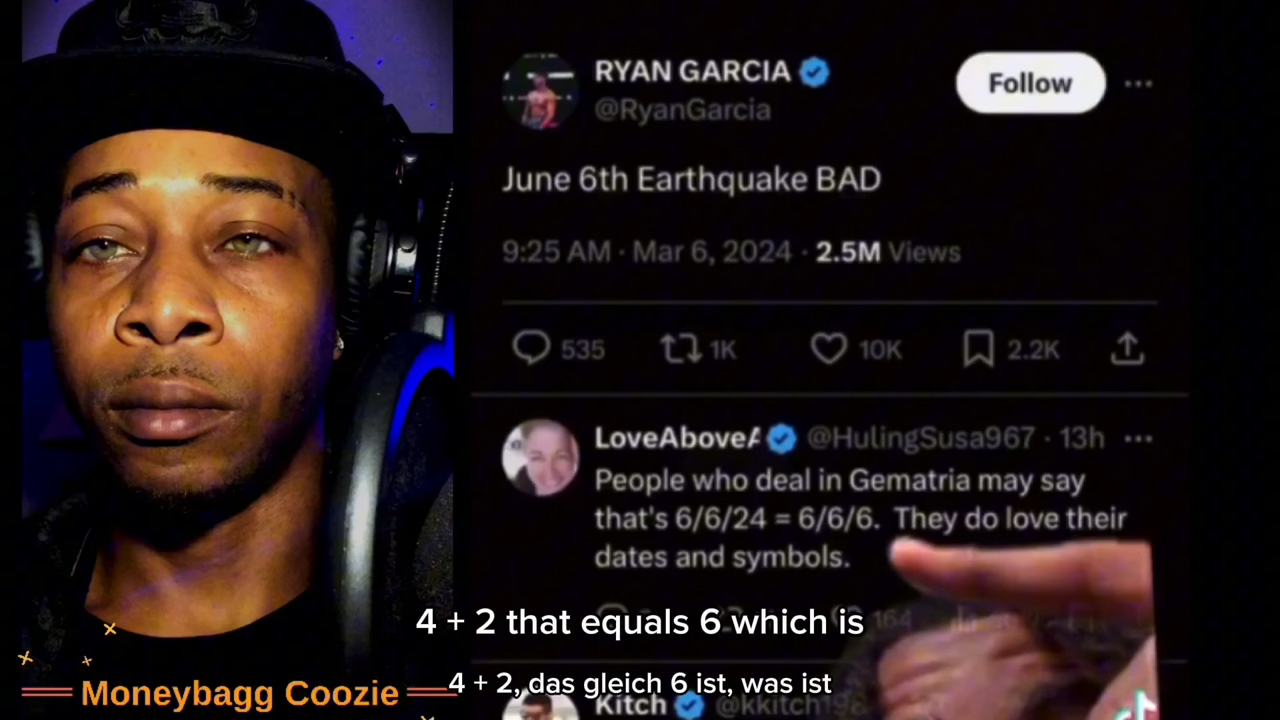 RYAN GARCIA
@RyanGarcia
Follow
June 6th Earthquake BAD
9:25 AM · Mar 6, 2024 · 2.5M Views
535
1K
10K
2.2K
LoveAboveA @HulingSusa967 · 13h
People who deal in Gematria may say
that's 6/6/24 = 6/6/6. They do love their
dates and symbols.
164
4 + 2 that equals 6 which is
4 + 2, das gleich 6 ist, was ist
Moneybagg Coozie
Kitch